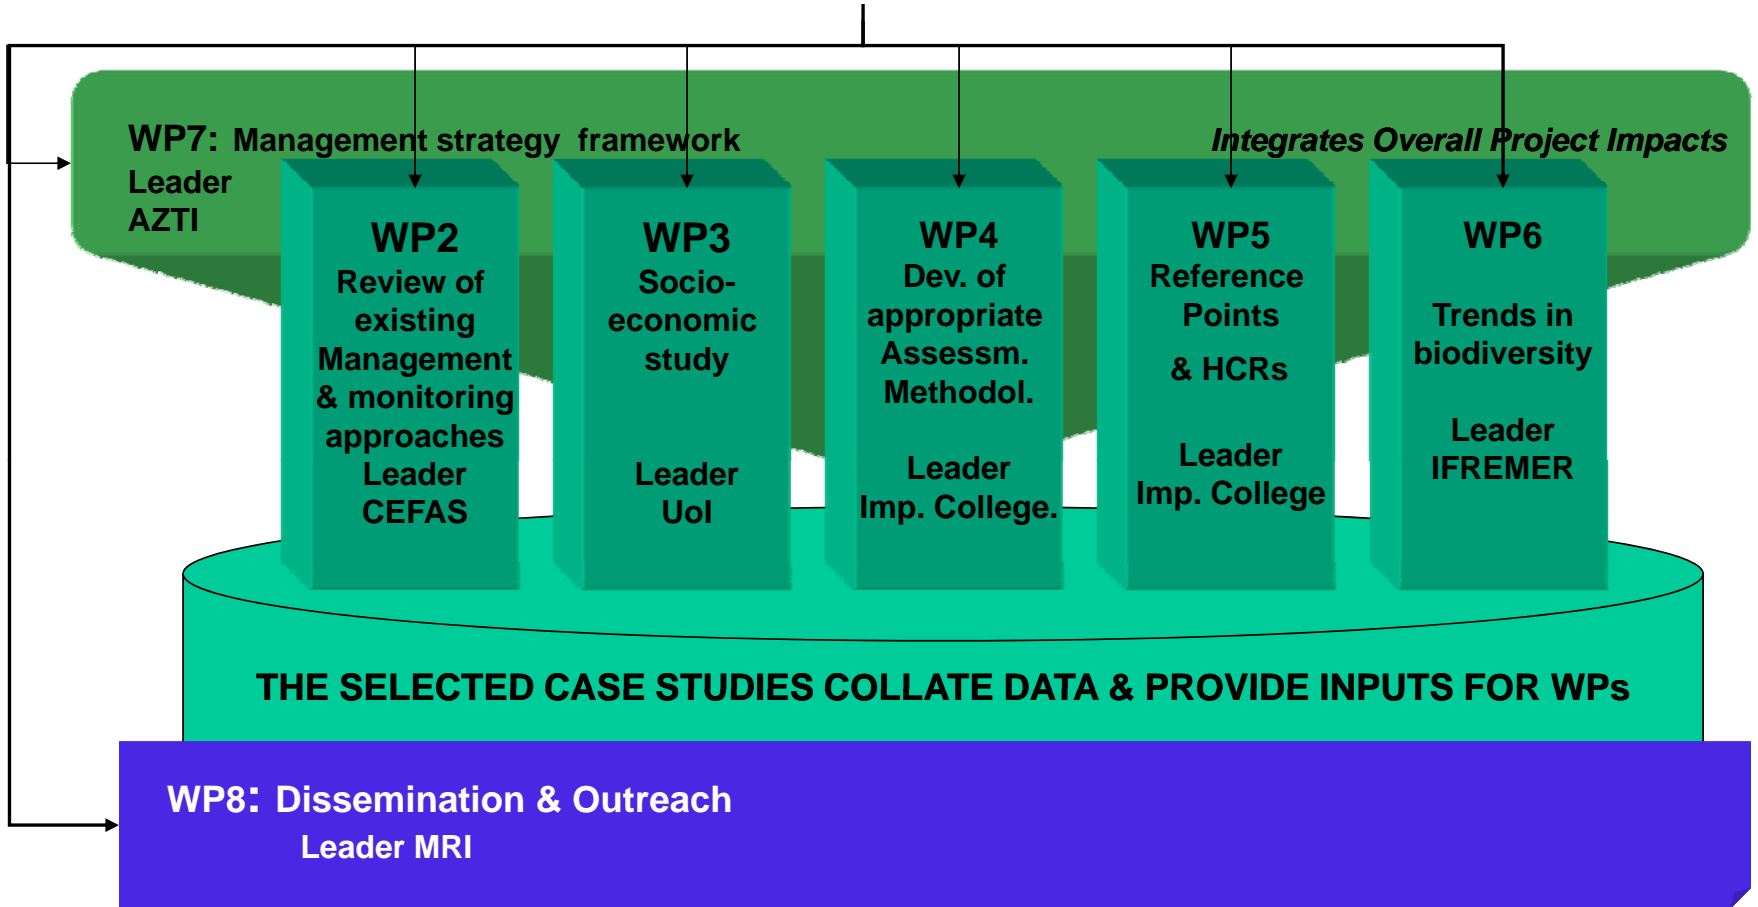 WP7: Management strategy framework
Integrates Overall Project Impacts
Leader
AZTI
WP2
Review of
existing
Management
& monitoring
approaches
Leader
CEFAS
WP3
Socio-
economic
study
Leader
UoI
WP4
Dev. of
appropriate
Assessm.
Methodol.
Leader
Imp. College.
WP5
Reference
Points
& HCRs
Leader
Imp. College
WP6
Trends in
biodiversity
Leader
IFREMER
THE SELECTED CASE STUDIES COLLATE DATA & PROVIDE INPUTS FOR WPs
WP8: Dissemination & Outreach
Leader MRI